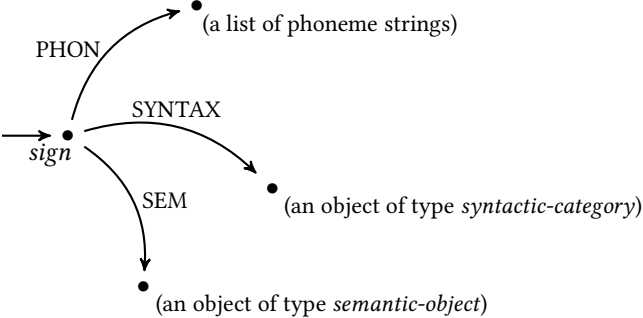 (a list of phoneme strings)
PHON
SYNTAX
sign
SEM
(an object of type syntactic-category)
(an object of type semantic-object)